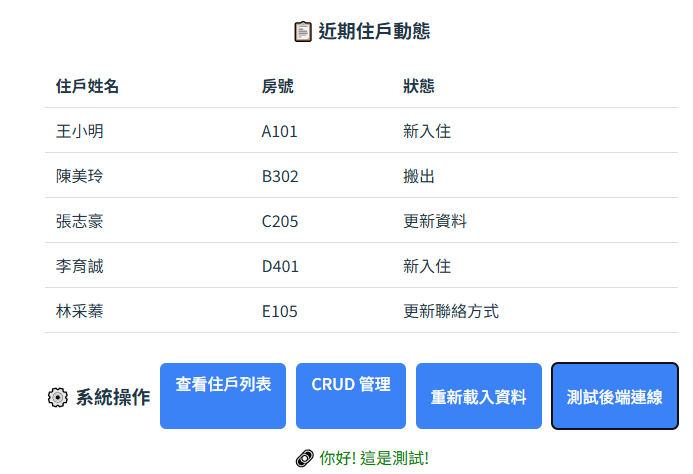 📋 近期住戶動態
住戶姓名 房號 狀態
王小明 A101 新入住
陳美玲 B302 搬出
張志豪 C205 更新資料
李育誠 D401 新入住
林采蓁 E105 更新聯絡方式
⚙️ 系統操作 查看住戶列表 CRUD 管理 重新載入資料 測試後端連線
🔗 你好! 這是測試!